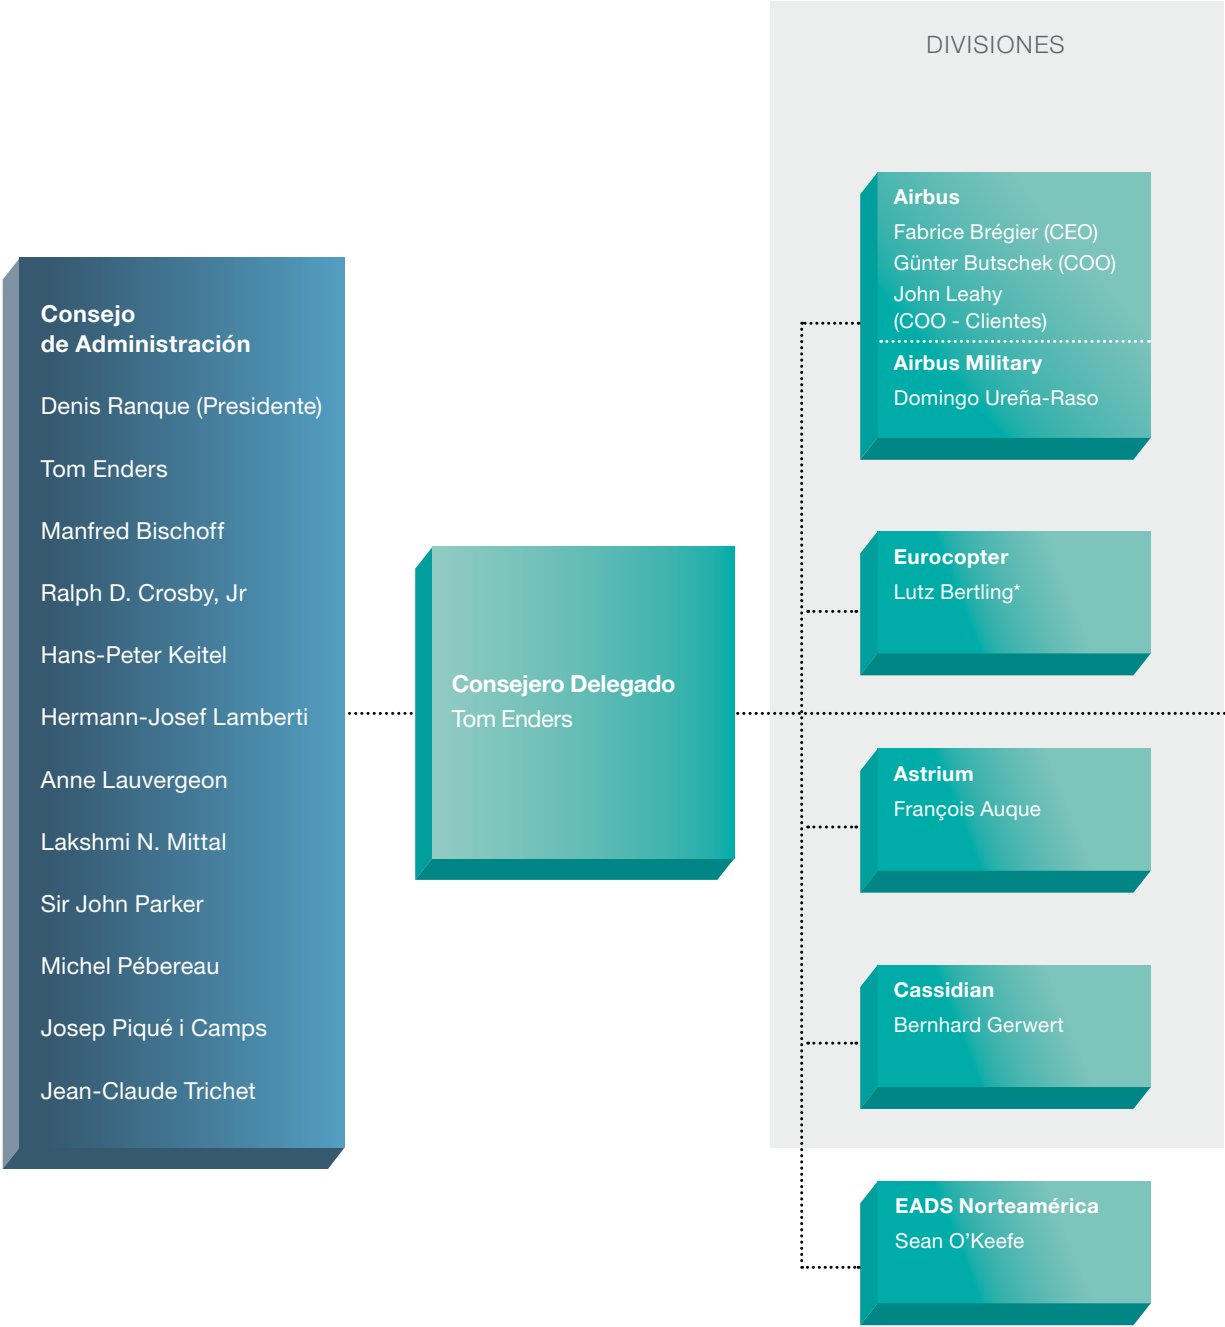 DIVISIONES
Consejo
de Administración
Denis Ranque (Presidente)
Tom Enders
Manfred Bischoff
Ralph D. Crosby, Jr
Hans-Peter Keitel
Hermann-Josef Lamberti
Anne Lauvergeon
Lakshmi N. Mittal
Sir John Parker
Michel Pébereau
Josep Piqué i Camps
Jean-Claude Trichet
Consejero Delegado
Tom Enders
Airbus
Fabrice Brégier (CEO)
Günter Butschek (COO)
John Leahy
(COO - Clientes)
Airbus Military
Domingo Ureña-Raso
Eurocopter
Lutz Bertling*
Astrium
François Auque
Cassidian
Bernhard Gerwert
EADS Norteamérica
Sean O’Keefe